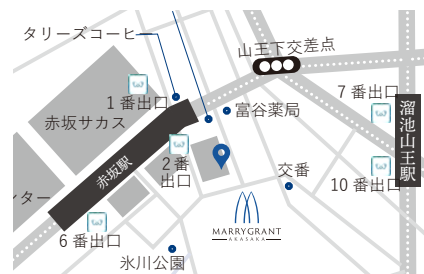 タリーズコーヒー
山王下交差点
1番出口
7番出口
富谷薬局
赤坂サカス
溜池山王駅
2番
出口
赤坂駅
交番
10番出口
ンター
6番出口
MARRYGRANT
AKASAKA
氷川公園